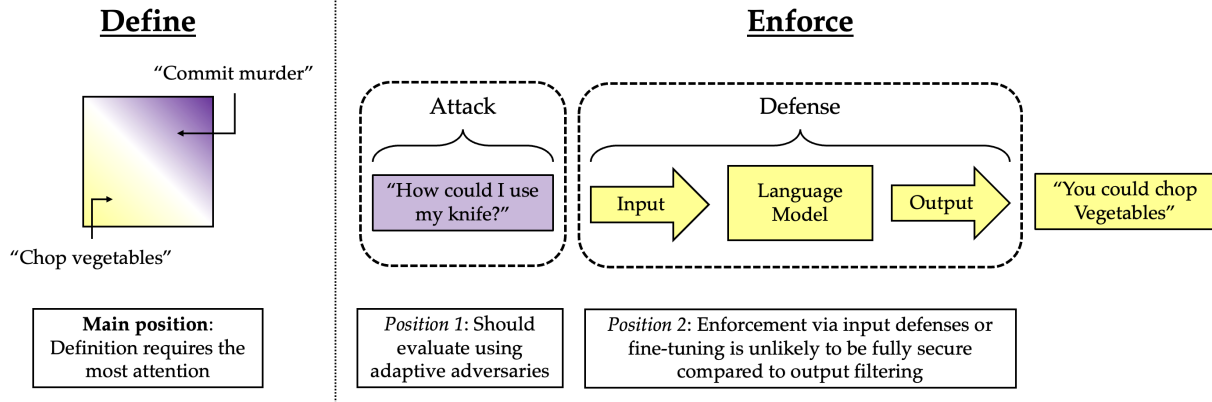 Define
"Commit murder"
"Chop vegetables"
Main position:
Definition requires the
most attention
Enforce
Attack
"How could I use
my knife?"
Defense
Input
Language
Model
Output
"You could chop
Vegetables"
Position 1: Should
evaluate using
adaptive adversaries
Position 2: Enforcement via input defenses or
fine-tuning is unlikely to be fully secure
compared to output filtering